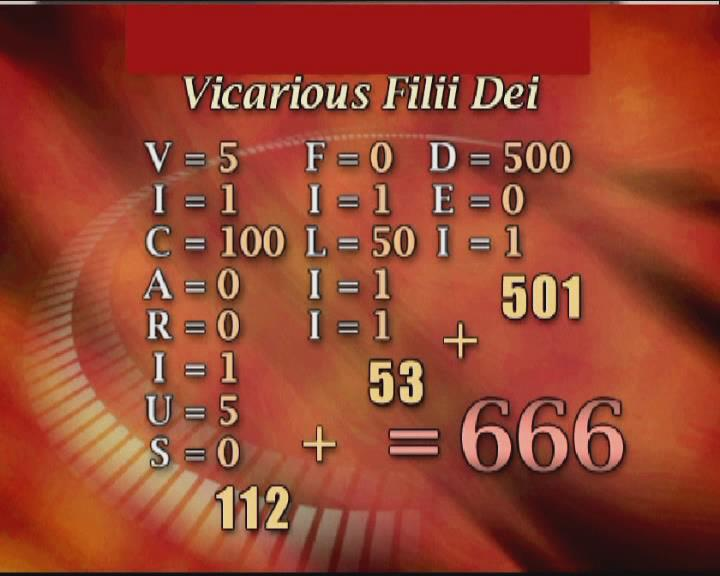 Vicarious Filii Dei
V = 5 F = 0 D = 500
I = 1 I = 1 E = 0
C = 100 L = 50 I = 1
A = 0 I = 1 501
R = 0 I = 1 +
I = 1 53
U = 5 = 666
S = 0 +
112